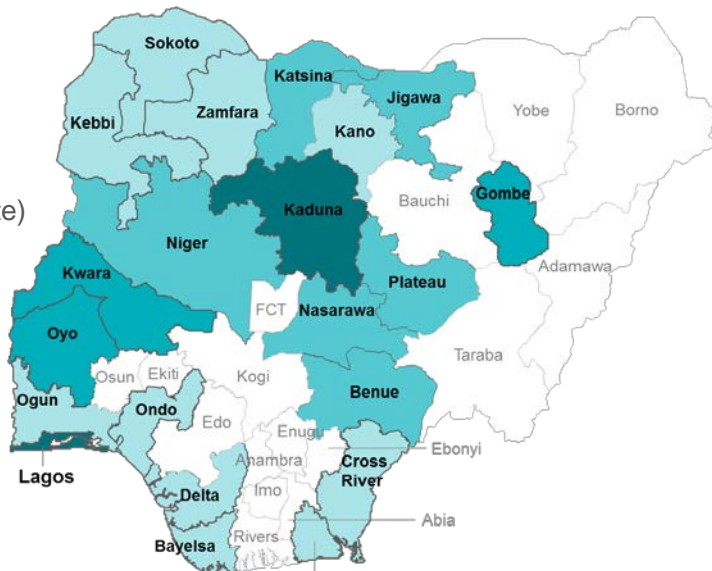 Sokoto
Katsina
Jigawa
Yobe
Borno
Kebbi
Zamfara
Kano
te)
Kaduna
Bauchi
Gombe
Niger
Adamawa
Kwara
Plateau
FCT
Nasarawa
Oyo
Taraba
Osun
Ekiti
Kogi
Benue
Ogun
Ondo
Edo
Enugu
Ebonyi
Anambra
Cross
River
Lagos
Imo
Delta
Abia
Rivers
Bayelsa